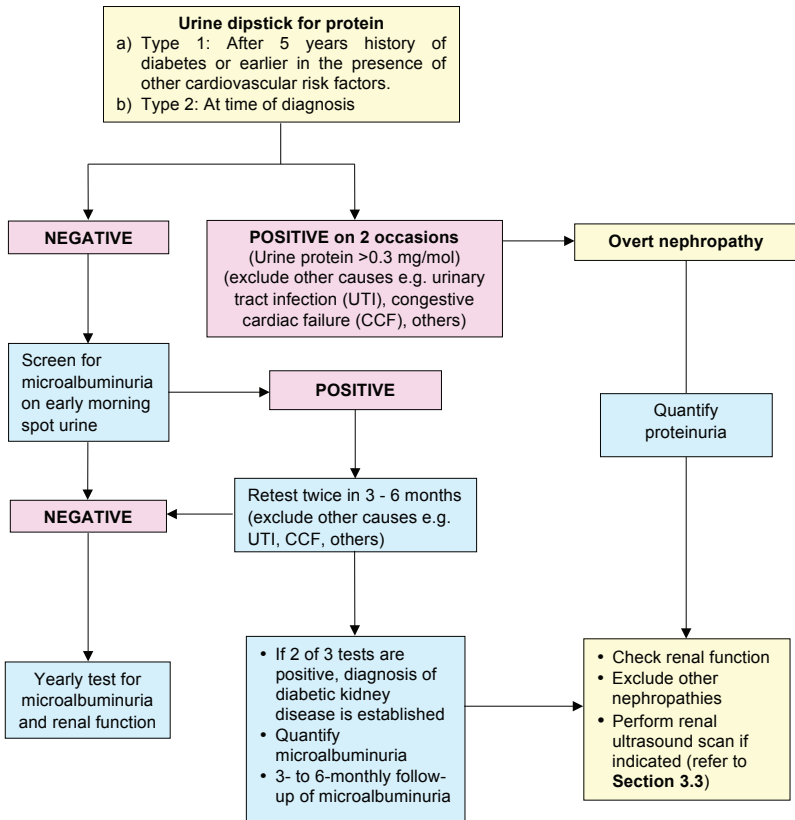 Urine dipstick for protein
a) Type 1: After 5 years history of
diabetes or earlier in the presence of
other cardiovascular risk factors.
b) Type 2: At time of diagnosis
NEGATIVE
POSITIVE on 2 occasions
(Urine protein >0.3 mg/mol)
(exclude other causes e.g. urinary
tract infection (UTI), congestive
cardiac failure (CCF), others)
Overt nephropathy
Screen for
microalbuminuria
on early morning
spot urine
POSITIVE
Quantify
proteinuria
NEGATIVE
Retest twice in 3 - 6 months
(exclude other causes e.g.
UTI, CCF, others)
Yearly test for
microalbuminuria
and renal function
• If 2 of 3 tests are
positive, diagnosis of
diabetic kidney
disease is established
• Quantify
microalbuminuria
• 3- to 6-monthly follow-
up of microalbuminuria
• Check renal function
• Exclude other
nephropathies
• Perform renal
ultrasound scan if
indicated (refer to
Section 3.3)